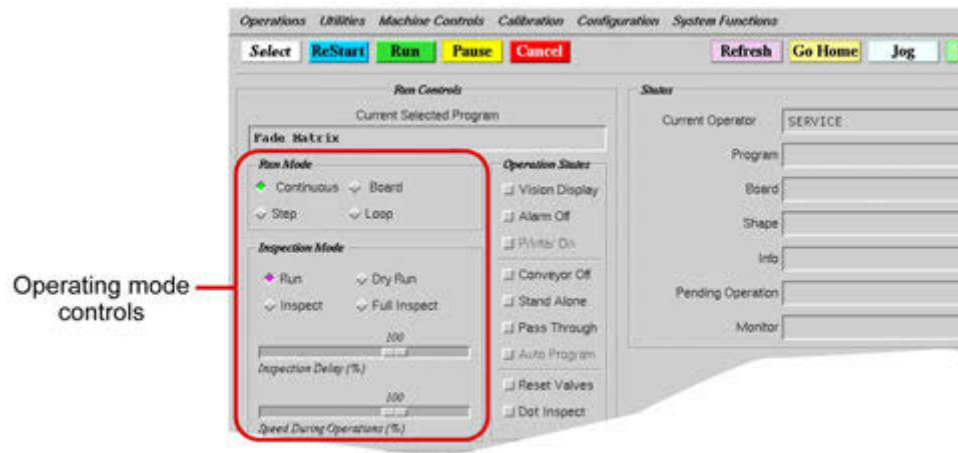 Operations Utilities Machine Controls Calibration Configuration System Functions
Select ReStart Run Pause Cancel Refresh Go Home Jog
Run Controls
Current Selected Program
Fade Matrix
Run Mode
Continuous Board
Step Loop
Inspection Mode
Run Dry Run
Inspect Full Inspect
100
Inspection Delay (%)
100
Speed During Operations (%)
Operation States
Vision Display
Alarm Off
Printer On
Conveyor Off
Stand Alone
Pass Through
Auto Program
Reset Valves
Dot Inspect
Status
Current Operator SERVICE
Program
Board
Shape
Info
Pending Operation
Monitor
Operating mode
controls